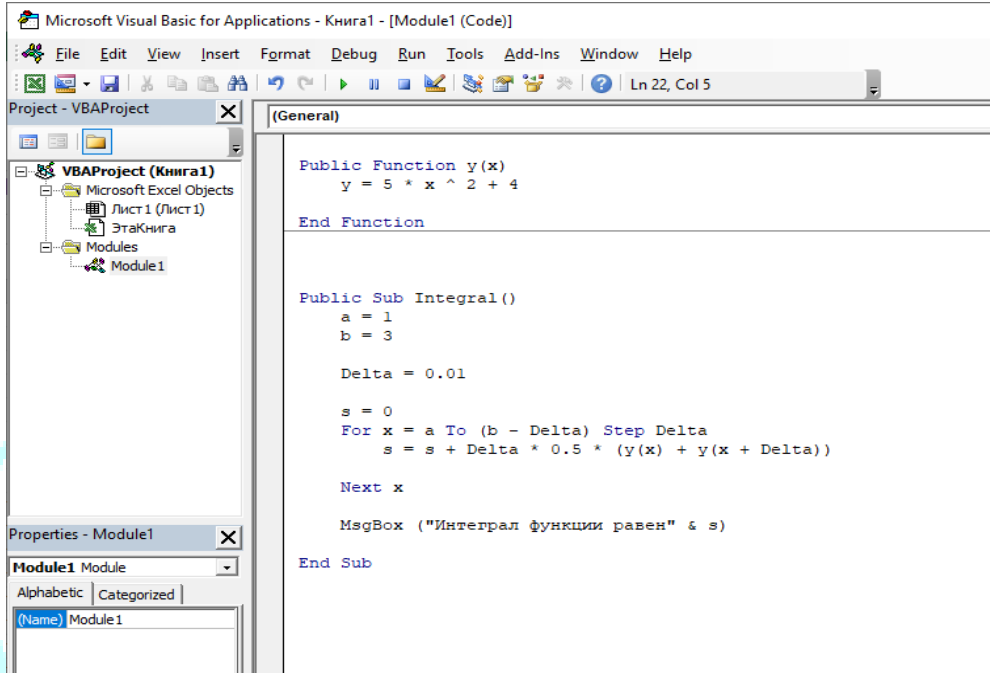 Microsoft Visual Basic for Applications - Книга1 - [Module1 (Code)]
File Edit View Insert Format Debug Run Tools Add-Ins Window Help
Ln 22, Col 5
Project - VBAProject
(General)
VBAProject (Книга1)
Microsoft Excel Objects
Лист1 (Лист1)
ЭтаКнига
Modules
Module1
Public Function y(x)
y = 5 * x ^ 2 + 4
End Function
Public Sub Integral()
a = 1
b = 3
Delta = 0.01
s = 0
For x = a To (b - Delta) Step Delta
s = s + Delta * 0.5 * (y(x) + y(x + Delta))
Next x
MsgBox ("Интеграл функции равен" & s)
End Sub
Properties - Module1
Module1 Module
Alphabetic Categorized
(Name) Module1